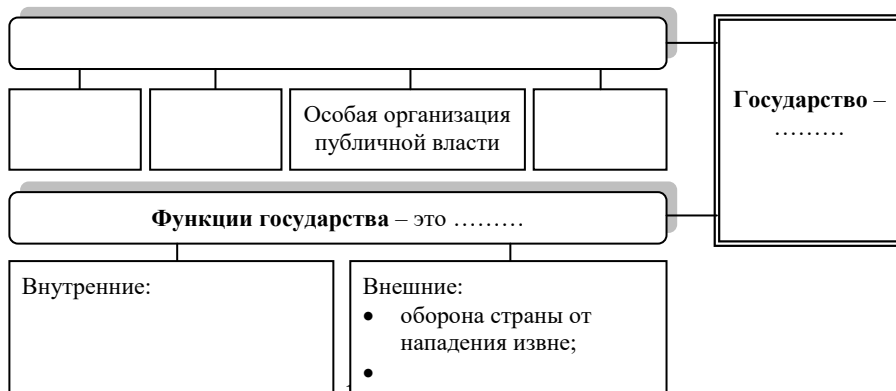 Особая организация
публичной власти
Государство –
………
Функции государства – это ………
Внутренние:
Внешние:
• оборона страны от
нападения извне;
•